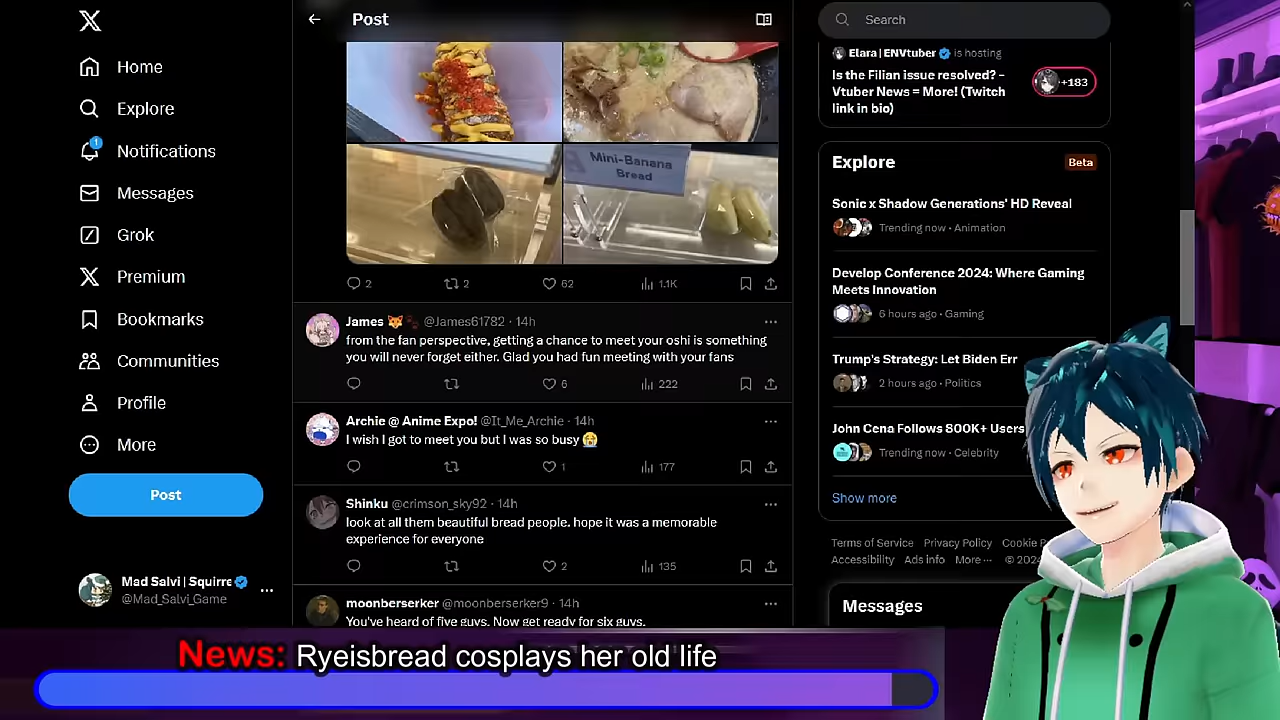 Home
Explore
Notifications
1
Messages
Grok
Premium
Bookmarks
Communities
Profile
More
Post
Mad Salvi | Squirre
@Mad_Salvi_Game
Post
Mini-Banana
Bread
2
2
62
1.1K
James @James61782 · 14h
from the fan perspective, getting a chance to meet your oshi is something
you will never forget either. Glad you had fun meeting with your fans
6
222
Archie @ Anime Expo! @It_Me_Archie · 14h
I wish I got to meet you but I was so busy 😭
1
177
Shinku @crimson_sky92 · 14h
look at all them beautiful bread people. hope it was a memorable
experience for everyone
2
135
moonberserker @moonberserker9 · 14h
You've heard of five guys. Now get ready for six guys.
Search
Elara | ENVtuber is hosting
Is the Filian issue resolved? –
Vtuber News = More! (Twitch
link in bio)
+183
Explore
Beta
Sonic x Shadow Generations' HD Reveal
Trending now · Animation
Develop Conference 2024: Where Gaming
Meets Innovation
6 hours ago · Gaming
Trump's Strategy: Let Biden Err
2 hours ago · Politics
John Cena Follows 800K+ Users
Trending now · Celebrity
Show more
Terms of Service Privacy Policy Cookie P
Accessibility Ads info More ··· © 202
Messages
News: Ryeisbread cosplays her old life